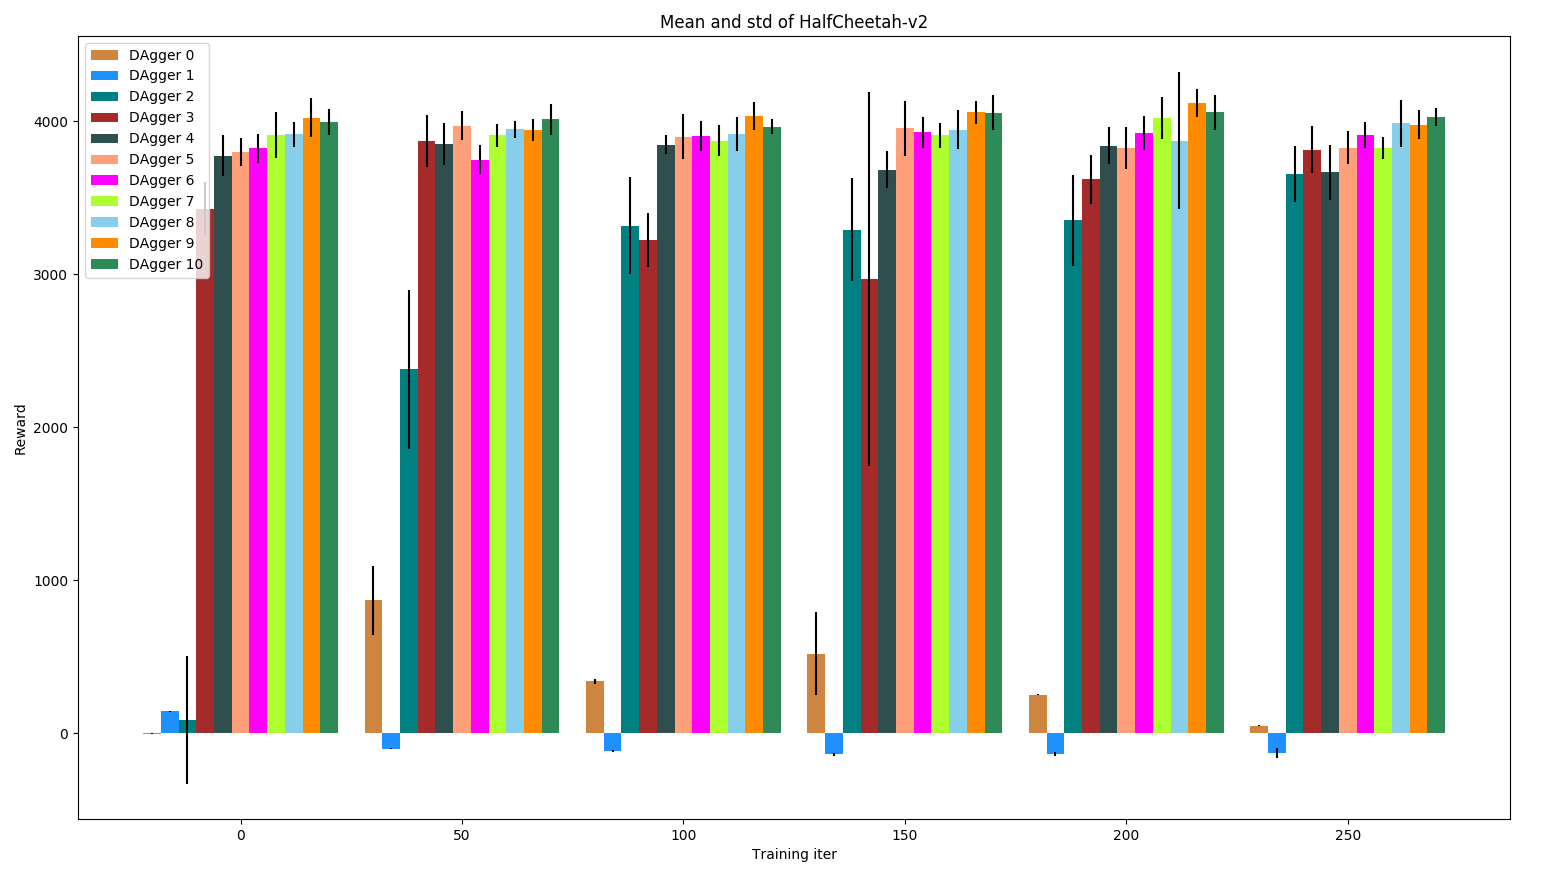 Mean and std of HalfCheetah-v2
DAgger 0
DAgger 1
DAgger 2
DAgger 3
DAgger 4
DAgger 5
DAgger 6
DAgger 7
DAgger 8
DAgger 9
DAgger 10
4000
3000
2000
1000
0
Reward
0 50 100 150 200 250
Training iter